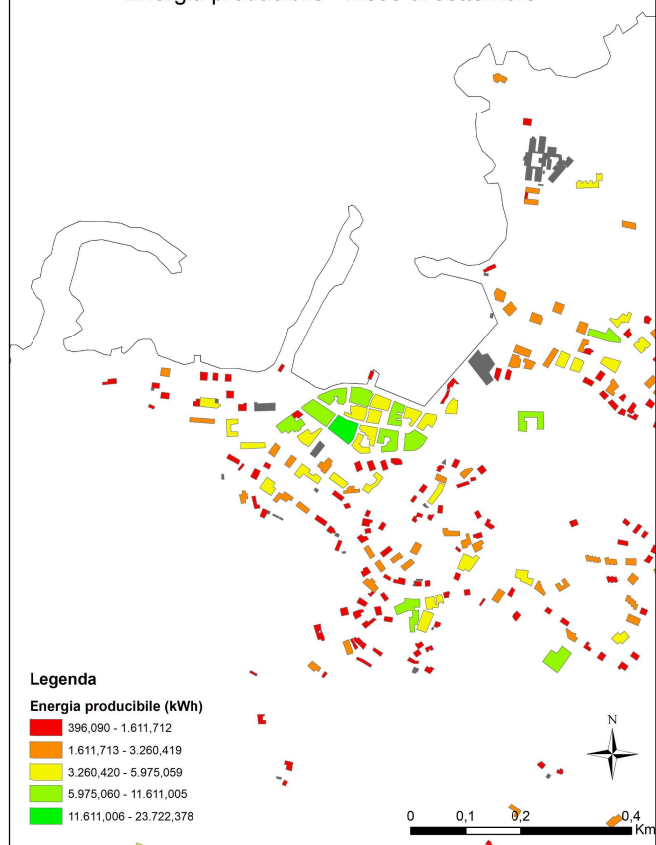 Legenda
Energia producibile (kWh)
396,090 - 1.611,712
1.611,713 - 3.260,419
3.260,420 - 5.975,059
5.975,060 - 11.611,005
11.611,006 - 23.722,378
N
0 0,1 0,2 0,4
Km